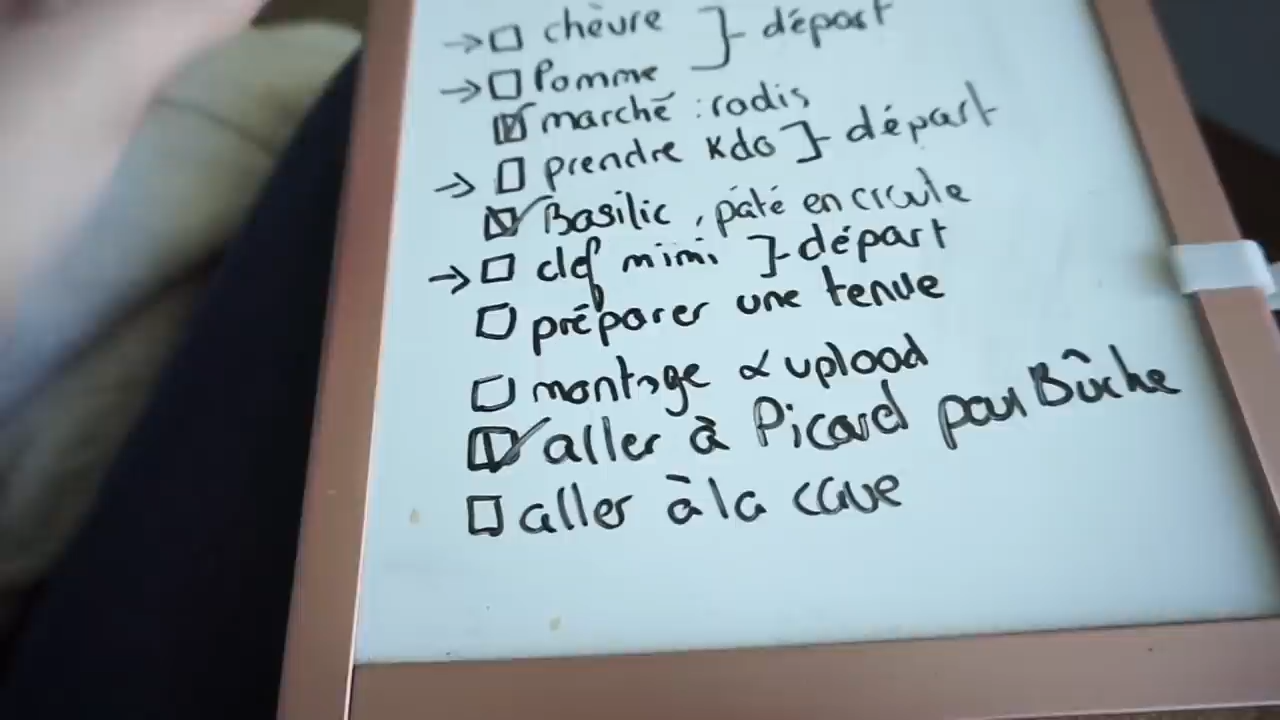 → ☐ chèvre } départ
→ ☐ Pomme
☑ marché : radis
→ ☐ prendre Kdo } départ
☑ Basilic, pâté en croute
→ ☐ clef mimi } départ
☐ préparer une tenue
☐ montage & upload
☑ aller à Picard pour Bûche
☐ aller à la cave